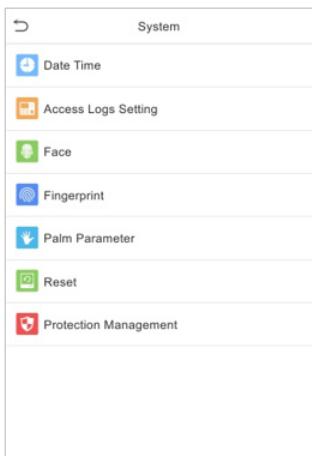 System
Date Time
Access Logs Setting
Face
Fingerprint
Palm Parameter
Reset
Protection Management